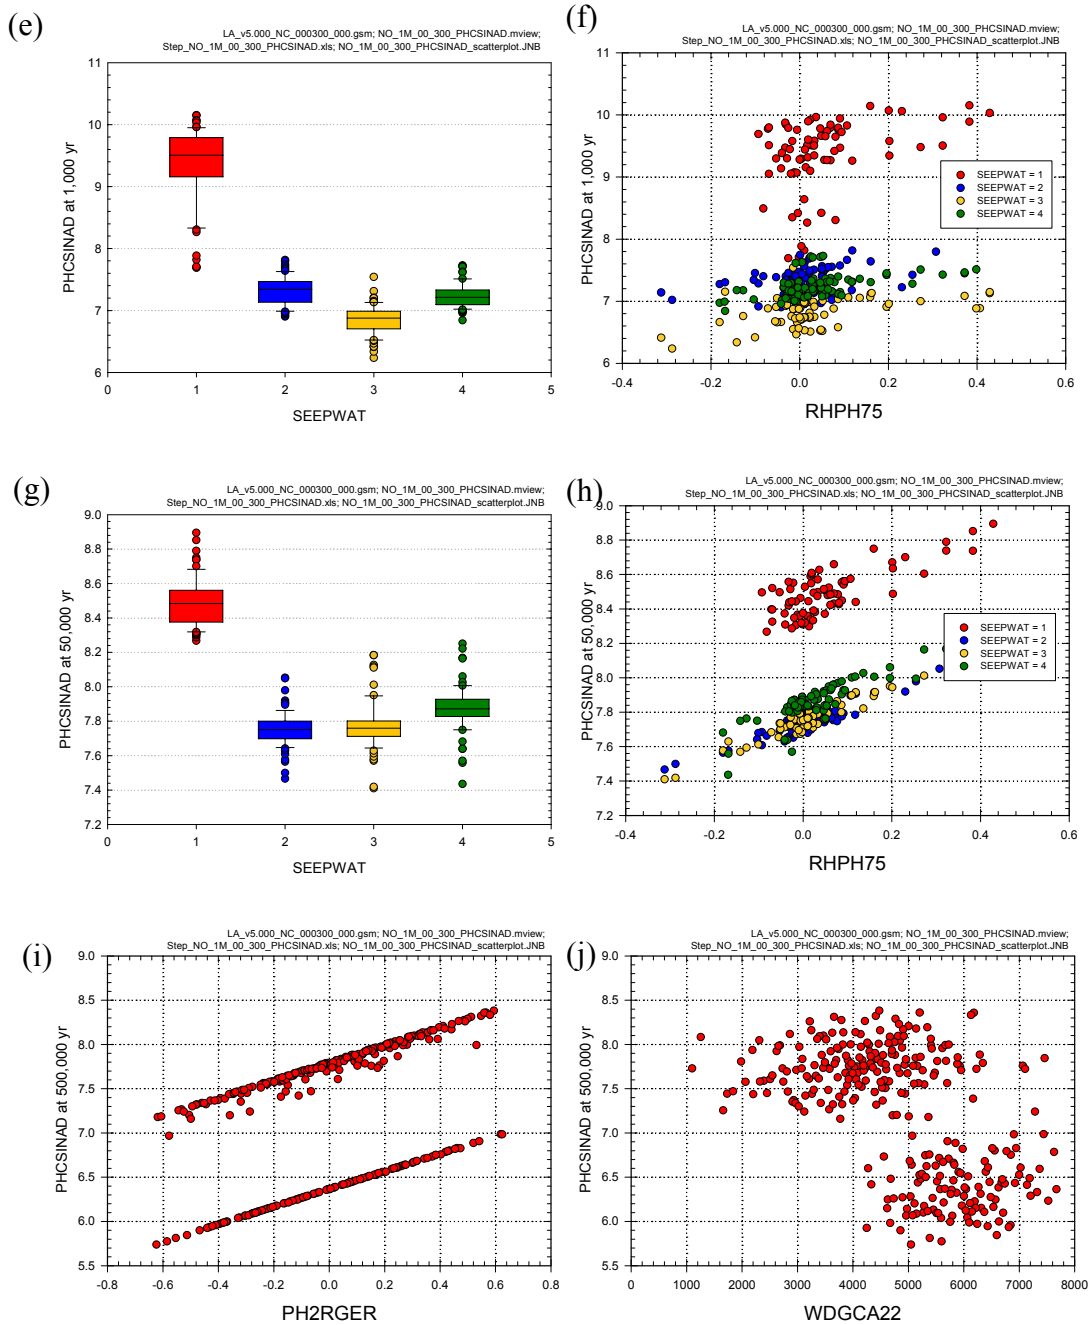 (e)
LA_v5.000_NC_000300_000.gsm; NO_1M_00_300_PHCSINAD.mview;
Step_NO_1M_00_300_PHCSINAD.xls; NO_1M_00_300_PHCSINAD_scatterplot.JNB
PHCSINAD at 1,000 yr
11
10
9
8
7
6
0 1 2 3 4 5
SEEPWAT
(f)
LA_v5.000_NC_000300_000.gsm; NO_1M_00_300_PHCSINAD.mview;
Step_NO_1M_00_300_PHCSINAD.xls; NO_1M_00_300_PHCSINAD_scatterplot.JNB
PHCSINAD at 1,000 yr
11
10
9
8
7
6
SEEPWAT = 1
SEEPWAT = 2
SEEPWAT = 3
SEEPWAT = 4
-0.4 -0.2 0.0 0.2 0.4 0.6
RHPH75
(g)
LA_v5.000_NC_000300_000.gsm; NO_1M_00_300_PHCSINAD.mview;
Step_NO_1M_00_300_PHCSINAD.xls; NO_1M_00_300_PHCSINAD_scatterplot.JNB
PHCSINAD at 50,000 yr
9.0
8.8
8.6
8.4
8.2
8.0
7.8
7.6
7.4
7.2
0 1 2 3 4 5
SEEPWAT
(h)
LA_v5.000_NC_000300_000.gsm; NO_1M_00_300_PHCSINAD.mview;
Step_NO_1M_00_300_PHCSINAD.xls; NO_1M_00_300_PHCSINAD_scatterplot.JNB
PHCSINAD at 50,000 yr
9.0
8.8
8.6
8.4
8.2
8.0
7.8
7.6
7.4
7.2
SEEPWAT = 1
SEEPWAT = 2
SEEPWAT = 3
SEEPWAT = 4
-0.4 -0.2 0.0 0.2 0.4 0.6
RHPH75
(i)
LA_v5.000_NC_000300_000.gsm; NO_1M_00_300_PHCSINAD.mview;
Step_NO_1M_00_300_PHCSINAD.xls; NO_1M_00_300_PHCSINAD_scatterplot.JNB
PHCSINAD at 500,000 yr
9.0
8.5
8.0
7.5
7.0
6.5
6.0
5.5
-0.8 -0.6 -0.4 -0.2 0.0 0.2 0.4 0.6 0.8
PH2RGER
(j)
LA_v5.000_NC_000300_000.gsm; NO_1M_00_300_PHCSINAD.mview;
Step_NO_1M_00_300_PHCSINAD.xls; NO_1M_00_300_PHCSINAD_scatterplot.JNB
PHCSINAD at 500,000 yr
9.0
8.5
8.0
7.5
7.0
6.5
6.0
5.5
0 1000 2000 3000 4000 5000 6000 7000 8000
WDGCA22